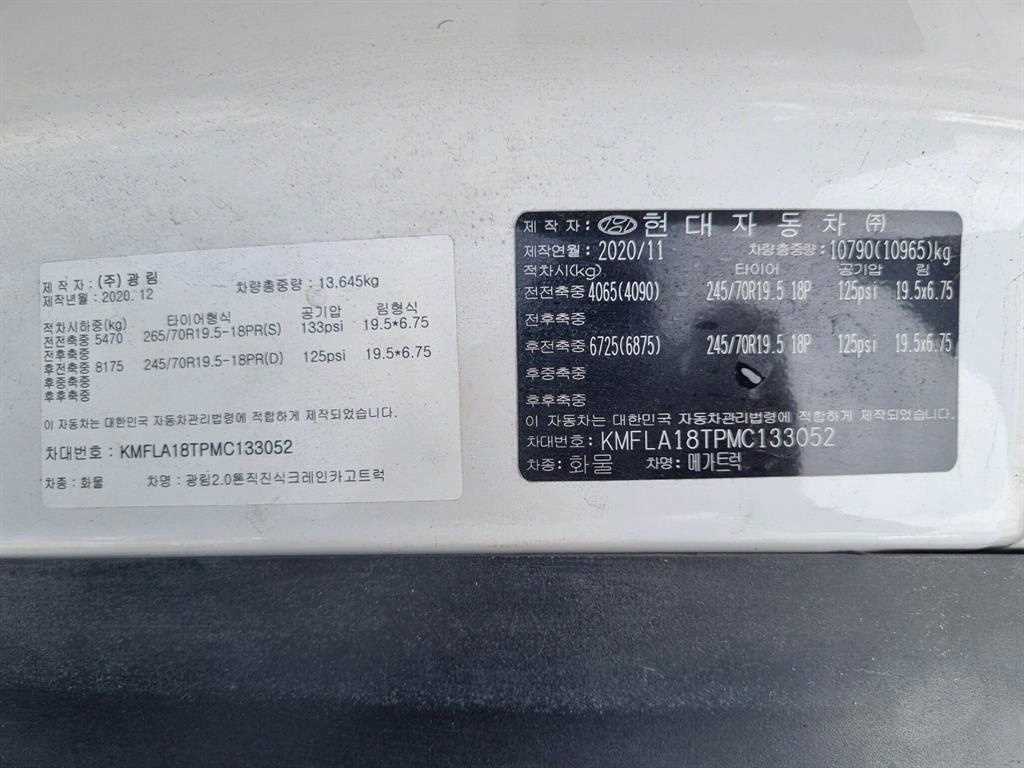 제 작 자: (주)광 림
제작년월: 2020. 12 차량총중량 : 13,645kg
적차시하중(kg) 타이어형식 공기압 림형식
전전축중 5470 265/70R19.5-18PR(S) 133psi 19.5*6.75
전후축중
후전축중 8175 245/70R19.5-18PR(D) 125psi 19.5*6.75
후중축중
후후축중
이 자동차는 대한민국 자동차관리법령에 적합하게 제작되었습니다.
차대번호 : KMFLA18TPMC133052
차종: 화물 차명 : 광림2.0톤직진식크레인카고트럭
제 작 자: 현 대 자 동 차 ㈜
제작연월: 2020/11 차량총중량: 10790(10965)kg
적차시(kg) 타이어 공기압 림
전전축중 4065(4090) 245/70R19.5 18P 125psi 19.5x6.75
전후축중
후전축중 6725(6875) 245/70R19.5 18P 125psi 19.5x6.75
후중축중
후후축중
이 자동차는 대한민국 자동차관리법령에 적합하게 제작되었습니다.
차대번호: KMFLA18TPMC133052
차종: 화물 차명: 메가트럭